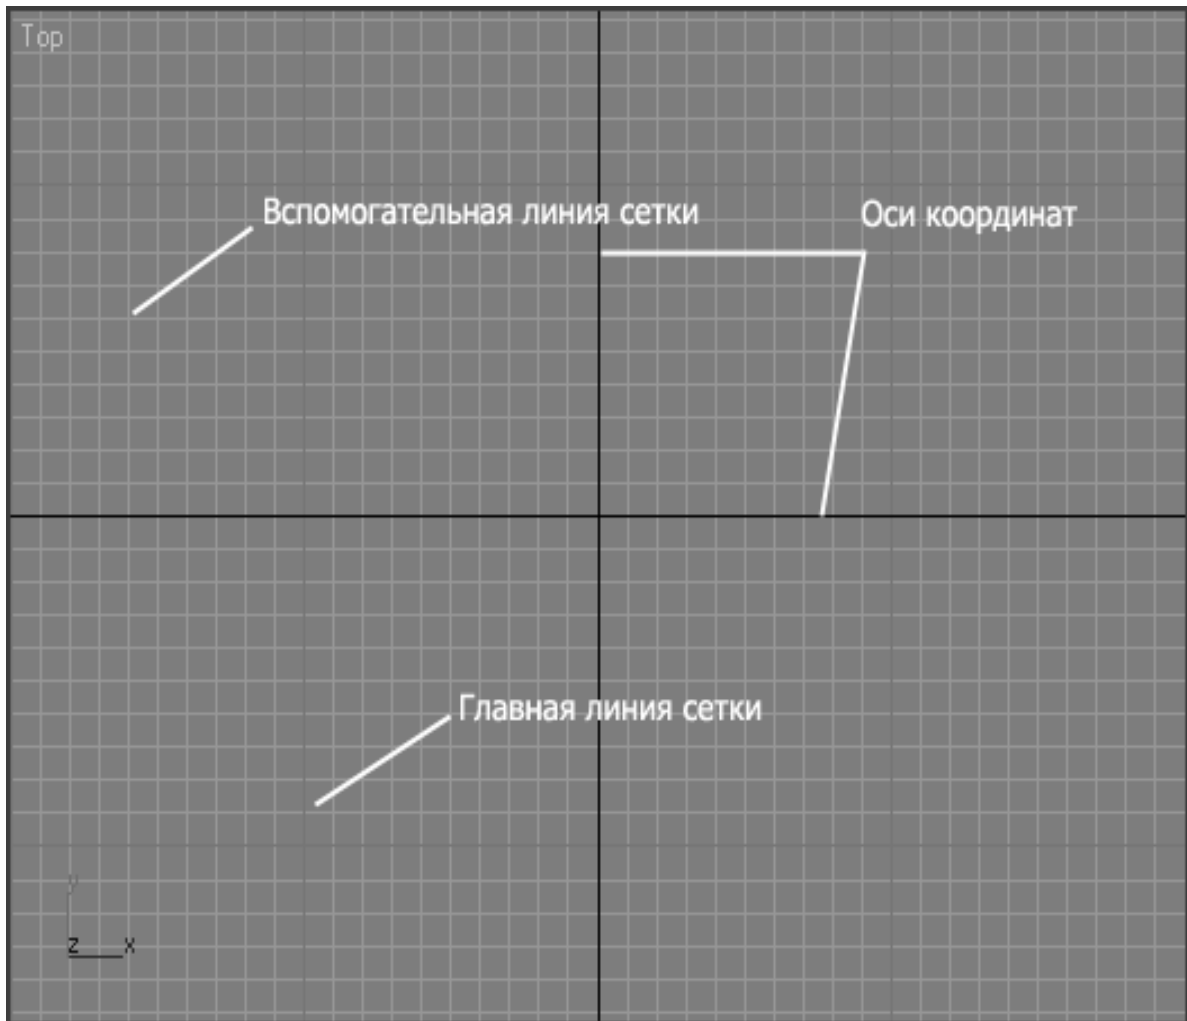 Top
Вспомогательная линия сетки
Оси координат
Главная линия сетки
y
z x